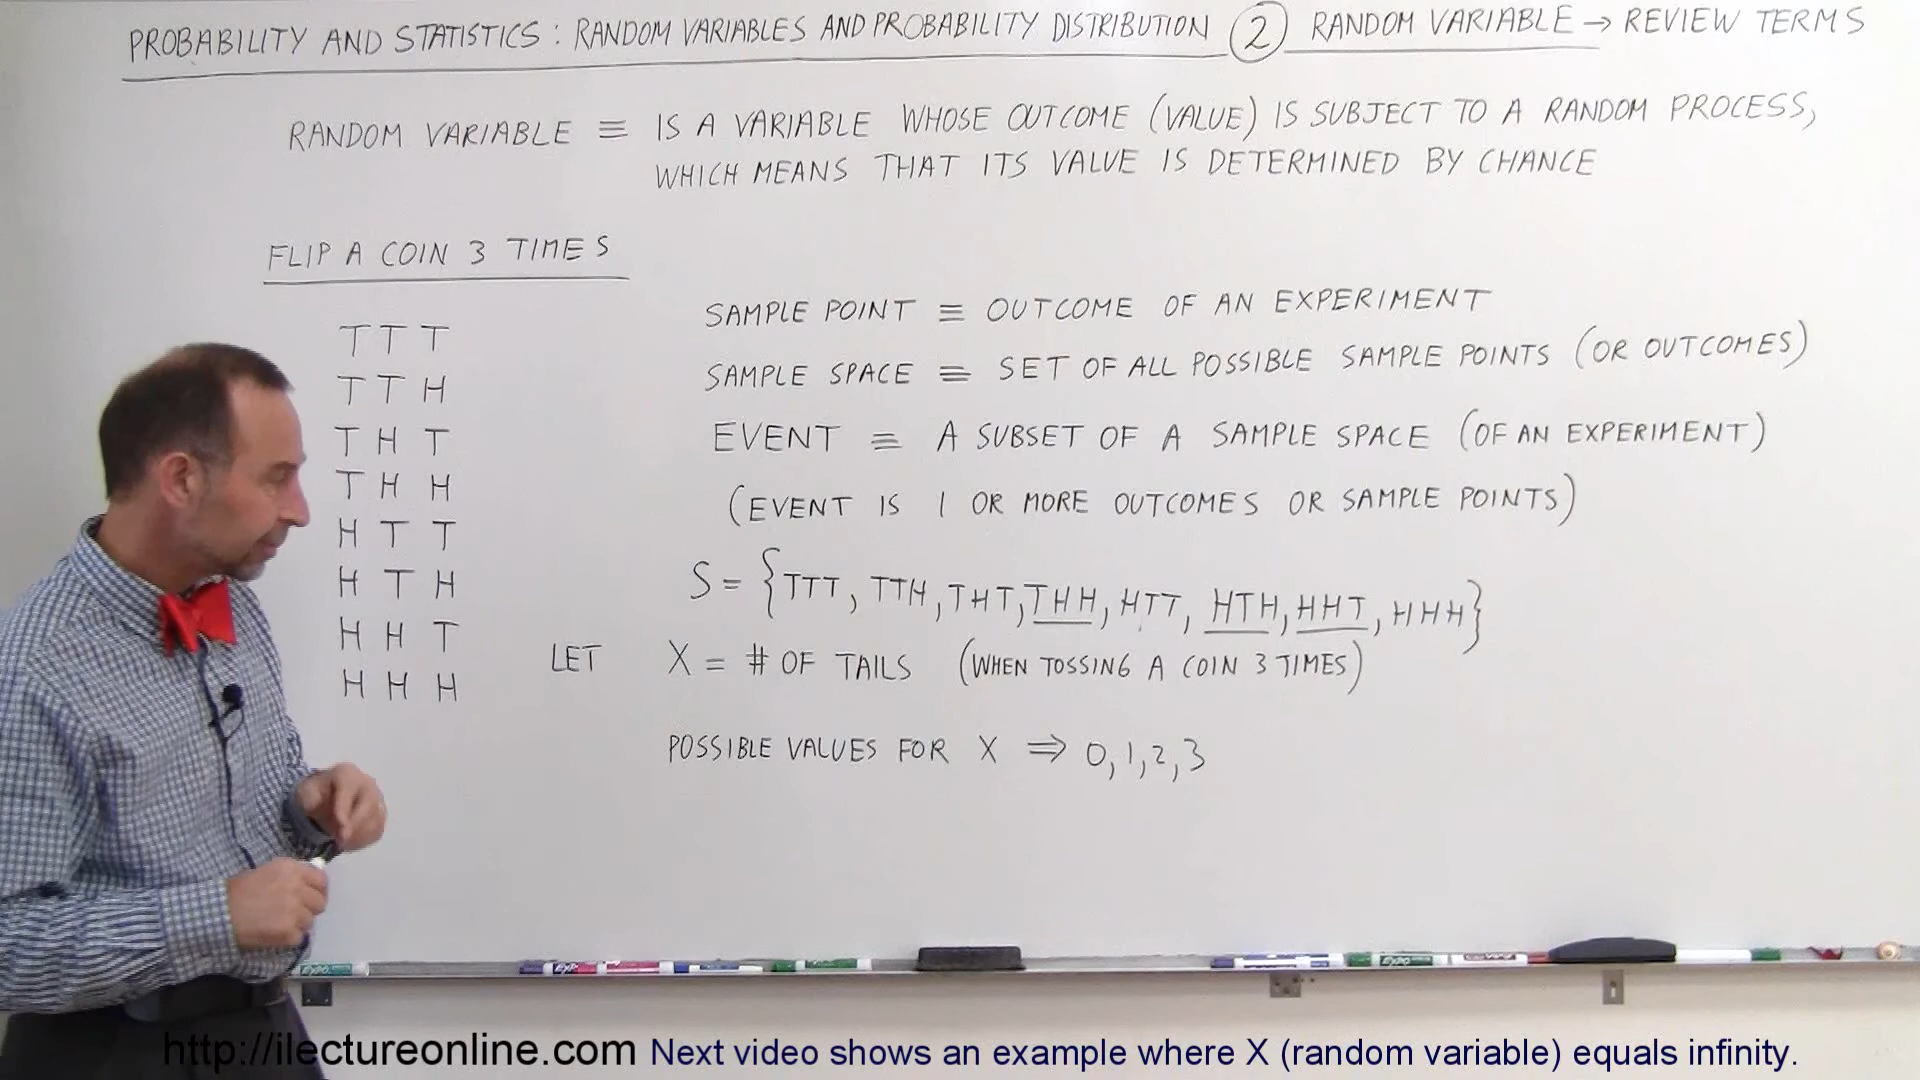 PROBABILITY AND STATISTICS : RANDOM VARIABLES AND PROBABILITY DISTRIBUTION ② RANDOM VARIABLE → REVIEW TERMS
RANDOM VARIABLE ≡ IS A VARIABLE WHOSE OUTCOME (VALUE) IS SUBJECT TO A RANDOM PROCESS,
WHICH MEANS THAT ITS VALUE IS DETERMINED BY CHANCE
FLIP A COIN 3 TIMES
T T T
T T H
T H T
T H H
H T T
H T H
H H T
H H H
SAMPLE POINT ≡ OUTCOME OF AN EXPERIMENT
SAMPLE SPACE ≡ SET OF ALL POSSIBLE SAMPLE POINTS (OR OUTCOMES)
EVENT ≡ A SUBSET OF A SAMPLE SPACE (OF AN EXPERIMENT)
(EVENT IS 1 OR MORE OUTCOMES OR SAMPLE POINTS)
S = {TTT, TTH, THT, THH, HTT, HTH, HHT, HHH}
LET X = # OF TAILS (WHEN TOSSING A COIN 3 TIMES)
POSSIBLE VALUES FOR X ⇒ 0, 1, 2, 3
EXPO
EXPO
http://ilectureonline.com Next video shows an example where X (random variable) equals infinity.